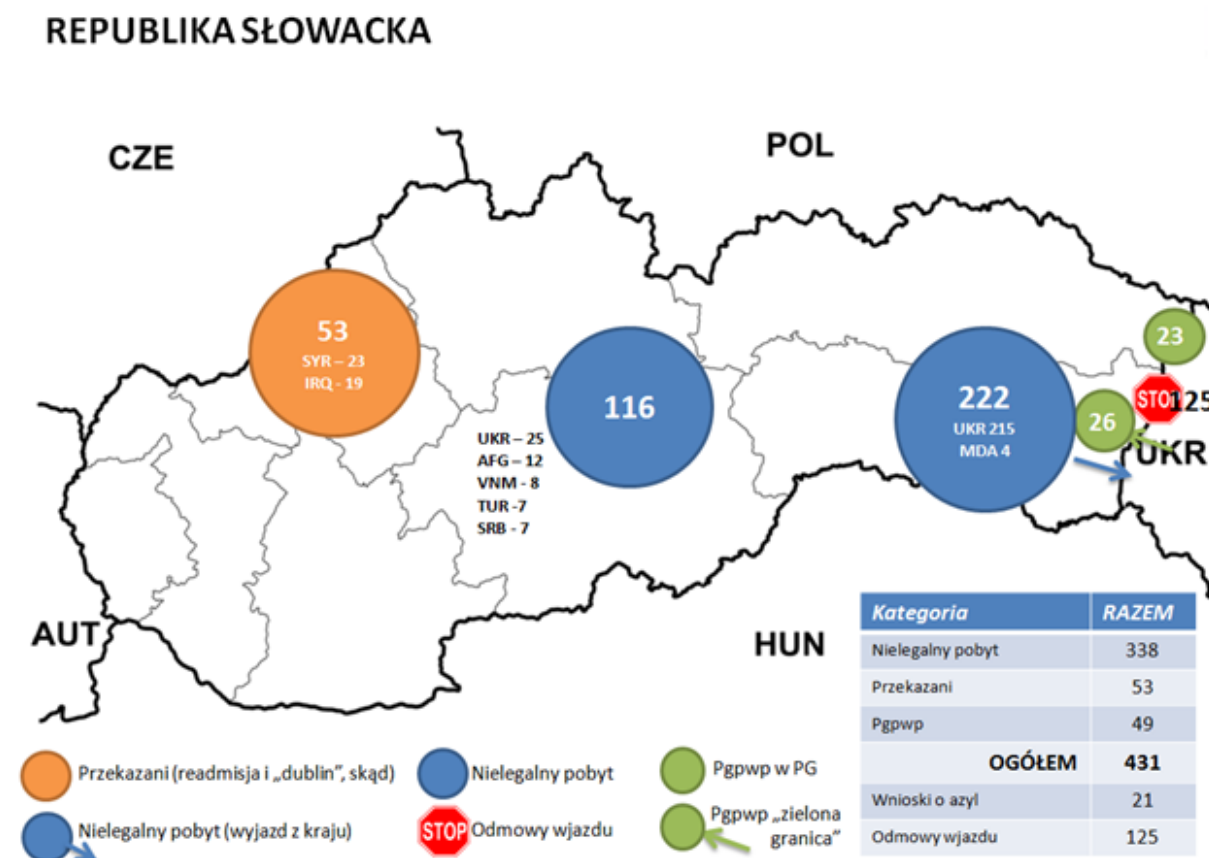 REPUBLIKA SŁOWACKA
CZE
POL
53
SYR – 23
IRQ - 19
116
UKR – 25
AFG – 12
VNM - 8
TUR -7
SRB - 7
222
UKR 215
MDA 4
23
26
STOP
125
UKR
AUT
HUN
Kategoria RAZEM
Nielegalny pobyt 338
Przekazani 53
Pgpwp 49
OGÓŁEM 431
Wnioski o azyl 21
Odmowy wjazdu 125
Przekazani (readmisja i „dublin”, skąd)
Nielegalny pobyt
Pgpwp w PG
Nielegalny pobyt (wyjazd z kraju)
STOP Odmowy wjazdu
Pgpwp „zielona
granica”